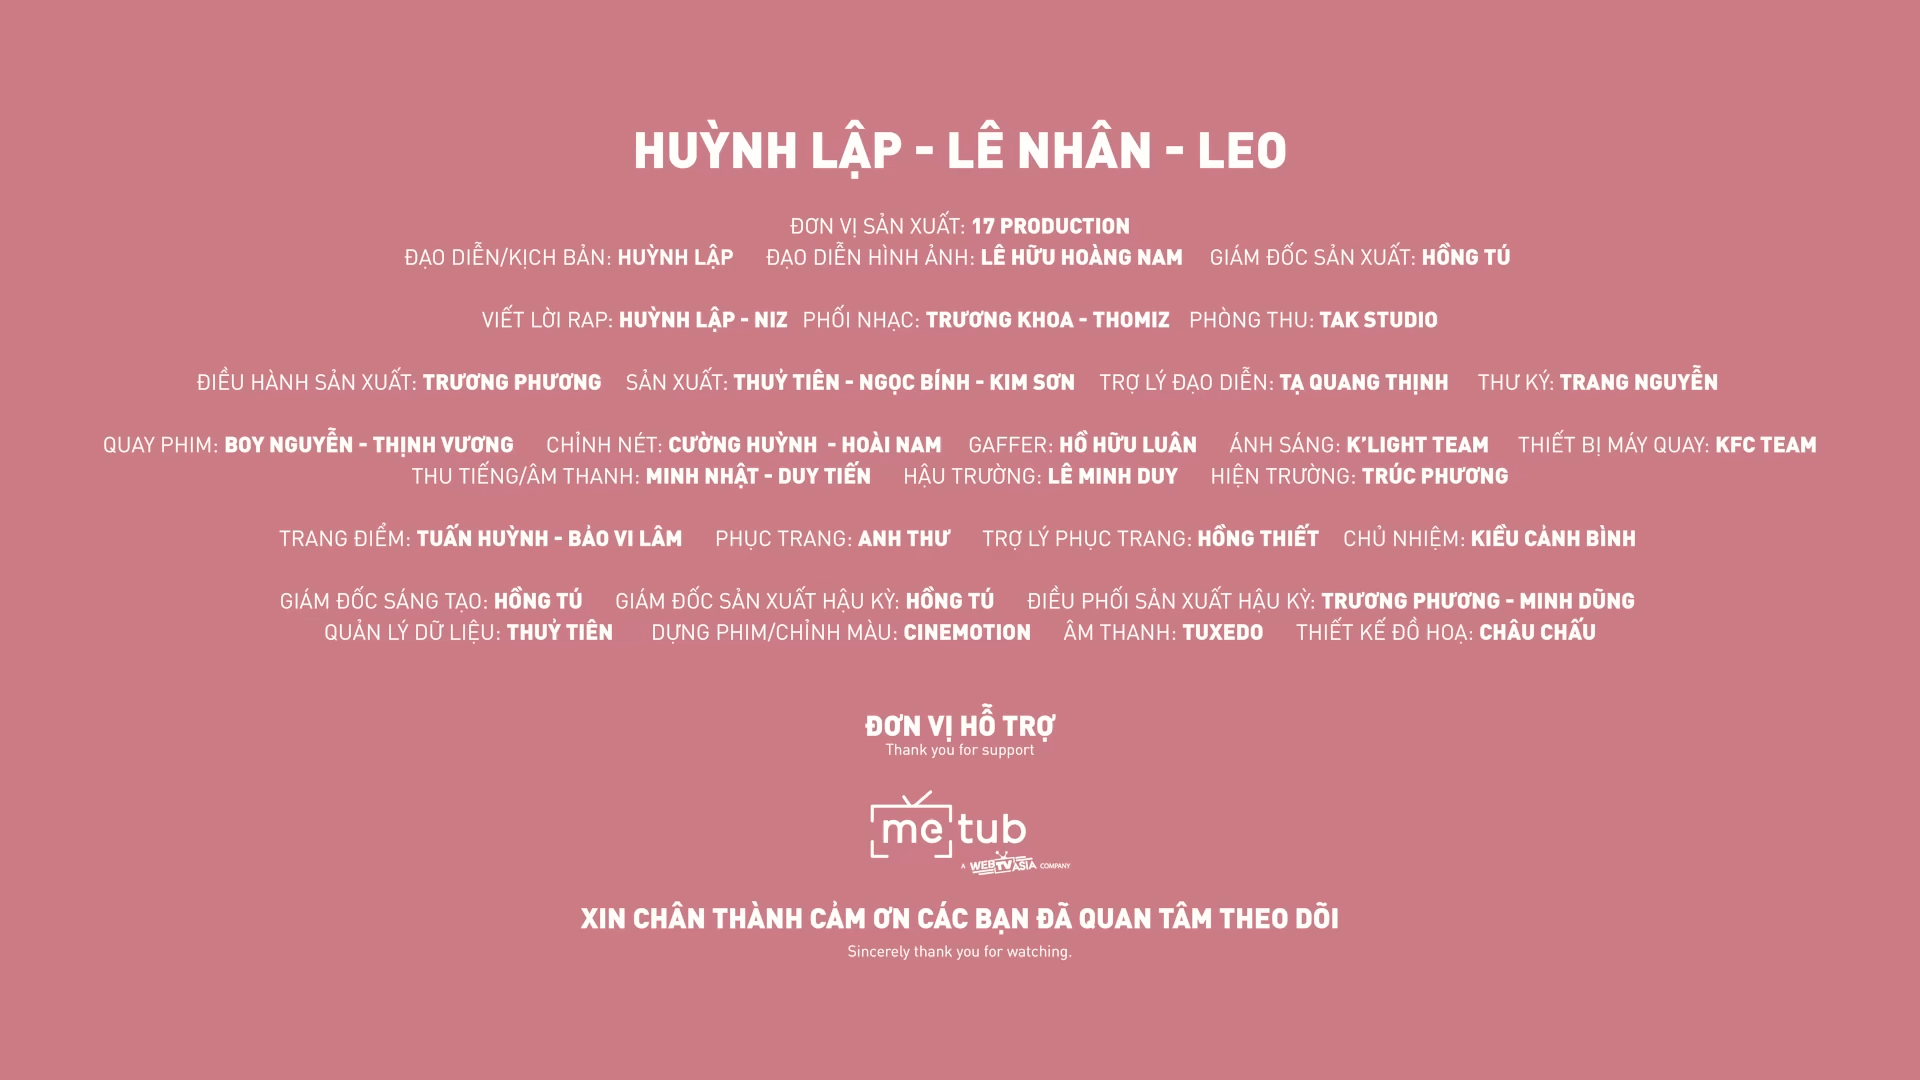 HUỲNH LẬP - LÊ NHÂN - LEO
ĐƠN VỊ SẢN XUẤT: 17 PRODUCTION
ĐẠO DIỄN/KỊCH BẢN: HUỲNH LẬP ĐẠO DIỄN HÌNH ẢNH: LÊ HỮU HOÀNG NAM GIÁM ĐỐC SẢN XUẤT: HỒNG TÚ
VIẾT LỜI RAP: HUỲNH LẬP - NIZ PHỐI NHẠC: TRƯƠNG KHOA - THOMIZ PHÒNG THU: TAK STUDIO
ĐIỀU HÀNH SẢN XUẤT: TRƯƠNG PHƯƠNG SẢN XUẤT: THUỶ TIÊN - NGỌC BÍNH - KIM SƠN TRỢ LÝ ĐẠO DIỄN: TẠ QUANG THỊNH THƯ KÝ: TRANG NGUYỄN
QUAY PHIM: BOY NGUYỄN - THỊNH VƯƠNG CHỈNH NÉT: CƯỜNG HUỲNH - HOÀI NAM GAFFER: HỒ HỮU LUÂN ÁNH SÁNG: K'LIGHT TEAM THIẾT BỊ MÁY QUAY: KFC TEAM
THU TIẾNG/ÂM THANH: MINH NHẬT - DUY TIẾN HẬU TRƯỜNG: LÊ MINH DUY HIỆN TRƯỜNG: TRÚC PHƯƠNG
TRANG ĐIỂM: TUẤN HUỲNH - BẢO VI LÂM PHỤC TRANG: ANH THƯ TRỢ LÝ PHỤC TRANG: HỒNG THIẾT CHỦ NHIỆM: KIỀU CẢNH BÌNH
GIÁM ĐỐC SÁNG TẠO: HỒNG TÚ GIÁM ĐỐC SẢN XUẤT HẬU KỲ: HỒNG TÚ ĐIỀU PHỐI SẢN XUẤT HẬU KỲ: TRƯƠNG PHƯƠNG - MINH DŨNG
QUẢN LÝ DỮ LIỆU: THUỶ TIÊN DỰNG PHIM/CHỈNH MÀU: CINEMOTION ÂM THANH: TUXEDO THIẾT KẾ ĐỒ HOẠ: CHÂU CHẤU
ĐƠN VỊ HỖ TRỢ
Thank you for support
me tub
A WEBTVASIA COMPANY
XIN CHÂN THÀNH CẢM ƠN CÁC BẠN ĐÃ QUAN TÂM THEO DÕI
Sincerely thank you for watching.